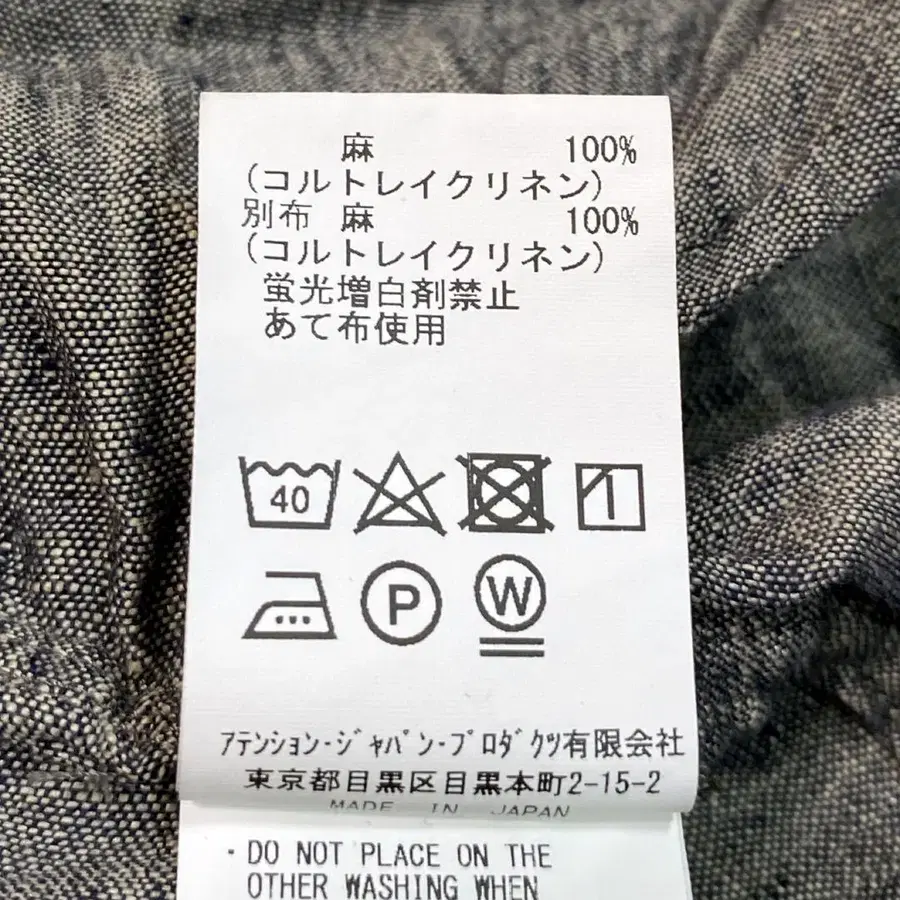 麻 100%
(コルトレイクリネン)
別布 麻 100%
(コルトレイクリネン)
蛍光増白剤禁止
あて布使用
40
P
W
ｱﾃﾝｼｮﾝ･ｼﾞｬﾊﾟﾝ･ﾌﾟﾛﾀﾞｸﾂ有限会社
東京都目黒区目黒本町2-15-2
MADE IN JAPAN
・DO NOT PLACE ON THE
OTHER WASHING WHEN